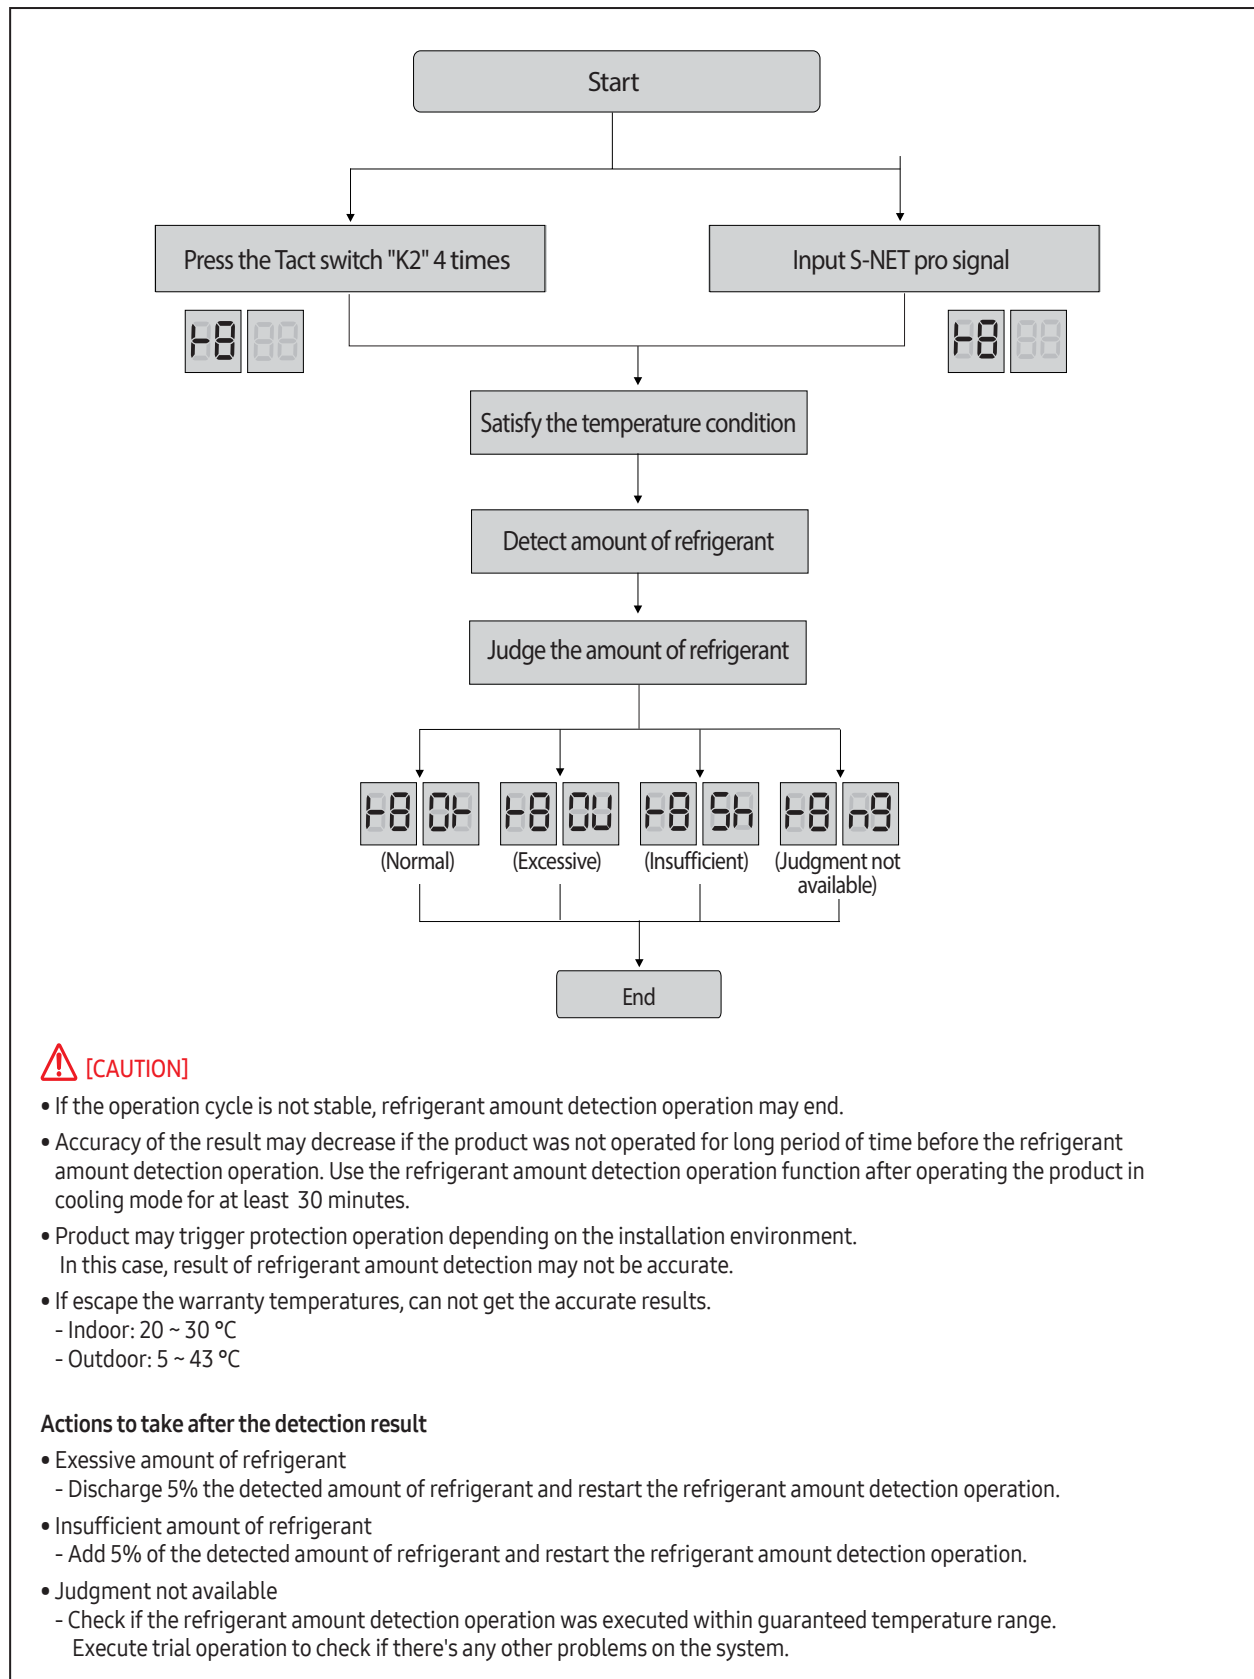 Start
Press the Tact switch "K2" 4 times
Input S-NET pro signal
Satisfy the temperature condition
Detect amount of refrigerant
Judge the amount of refrigerant
(Normal)
(Excessive)
(Insufficient)
(Judgment not
available)
End
[CAUTION]
• If the operation cycle is not stable, refrigerant amount detection operation may end.
• Accuracy of the result may decrease if the product was not operated for long period of time before the refrigerant
amount detection operation. Use the refrigerant amount detection operation function after operating the product in
cooling mode for at least 30 minutes.
• Product may trigger protection operation depending on the installation environment.
In this case, result of refrigerant amount detection may not be accurate.
• If escape the warranty temperatures, can not get the accurate results.
- Indoor: 20 ~ 30 °C
- Outdoor: 5 ~ 43 °C
Actions to take after the detection result
• Exessive amount of refrigerant
- Discharge 5% the detected amount of refrigerant and restart the refrigerant amount detection operation.
• Insufficient amount of refrigerant
- Add 5% of the detected amount of refrigerant and restart the refrigerant amount detection operation.
• Judgment not available
- Check if the refrigerant amount detection operation was executed within guaranteed temperature range.
Execute trial operation to check if there's any other problems on the system.